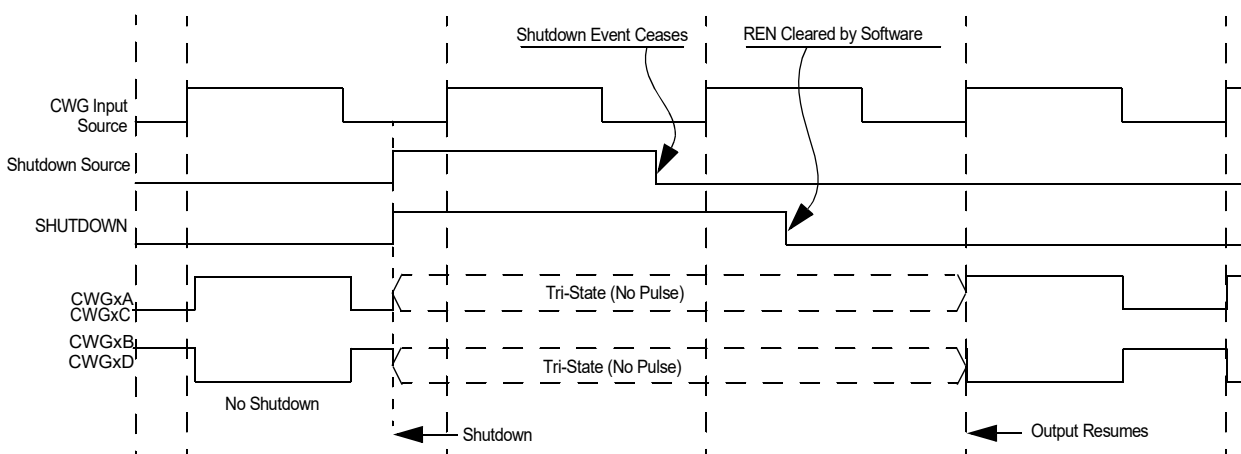 Shutdown Event Ceases
REN Cleared by Software
CWG Input
Source
Shutdown Source
SHUTDOWN
CWGxA
CWGxC
Tri-State (No Pulse)
CWGxB
CWGxD
Tri-State (No Pulse)
No Shutdown
Shutdown
Output Resumes